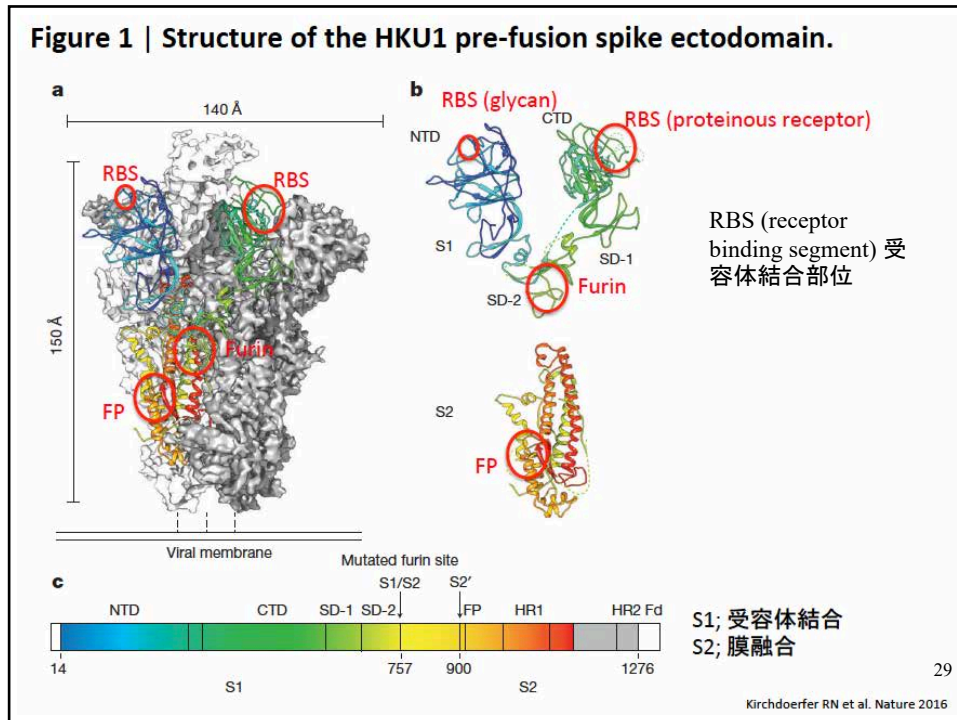 Figure 1 | Structure of the HKU1 pre-fusion spike ectodomain.
a
140 Å
RBS
RBS
150 Å
Furin
FP
Viral membrane
b
RBS (glycan)
NTD
CTD
RBS (proteinous receptor)
S1
SD-1
SD-2
Furin
S2
FP
RBS (receptor
binding segment) 受
容体結合部位
c
Mutated furin site
S1/S2
S2′
NTD
CTD
SD-1
SD-2
FP
HR1
HR2
Fd
14
757
900
1276
S1
S2
S1; 受容体結合
S2; 膜融合
29
Kirchdoerfer RN et al. Nature 2016